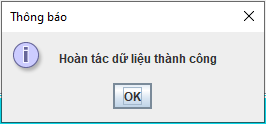 Thông báo
Hoàn tác dữ liệu thành công
OK